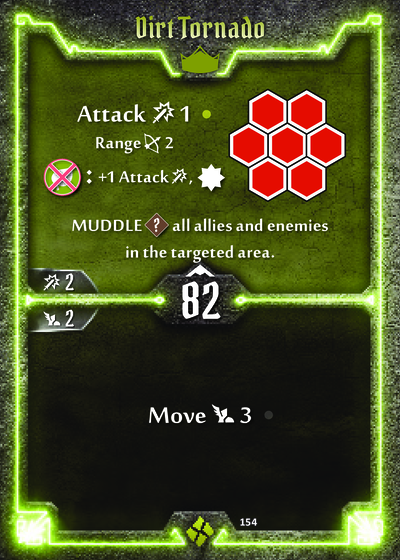 Dirt Tornado
Attack 1
Range 2
: +1 Attack ,
MUDDLE ? all allies and enemies
in the targeted area.
2
82
2
Move 3
154